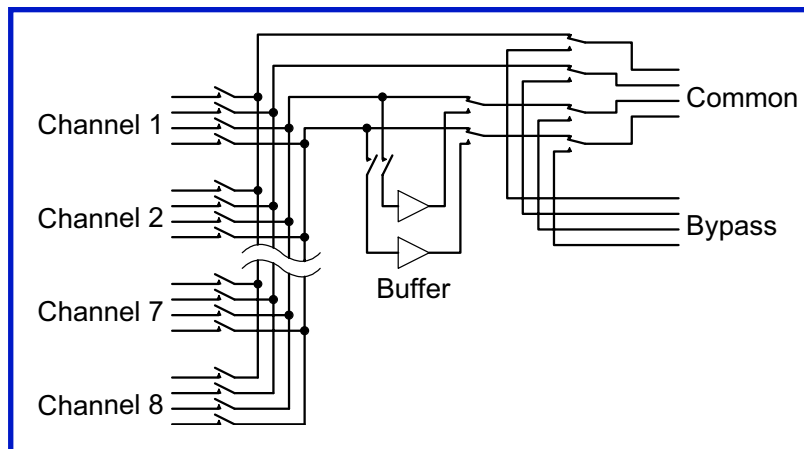 Channel 1
Common
Channel 2
Bypass
Buffer
Channel 7
Channel 8